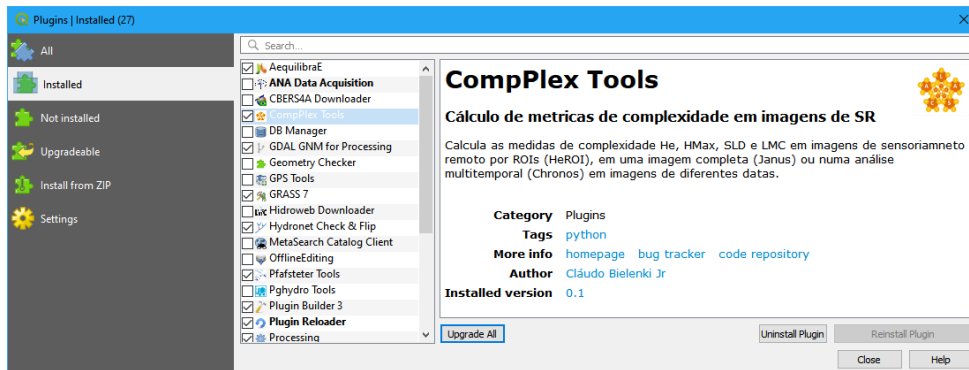 Plugins | Installed (27)
All
Installed
Not installed
Upgradeable
Install from ZIP
Settings
Search...
AequilibraE
ANA Data Acquisition
CBERS4A Downloader
CompPlex Tools
DB Manager
GDAL GNM for Processing
Geometry Checker
GPS Tools
GRASS 7
Hidroweb Downloader
Hydronet Check & Flip
MetaSearch Catalog Client
OfflineEditing
Pfafsteter Tools
Pghydro Tools
Plugin Builder 3
Plugin Reloader
Processing
CompPlex Tools
Cálculo de metricas de complexidade em imagens de SR
Calcula as medidas de complexidade He, HMax, SLD e LMC em imagens de sensoriamneto
remoto por ROIs (HeROI), em uma imagem completa (Janus) ou numa análise
multitemporal (Chronos) em imagens de diferentes datas.
Category Plugins
Tags python
More info homepage bug tracker code repository
Author Cláudo Bielenki Jr
Installed version 0.1
Upgrade All Uninstall Plugin Reinstall Plugin
Close Help